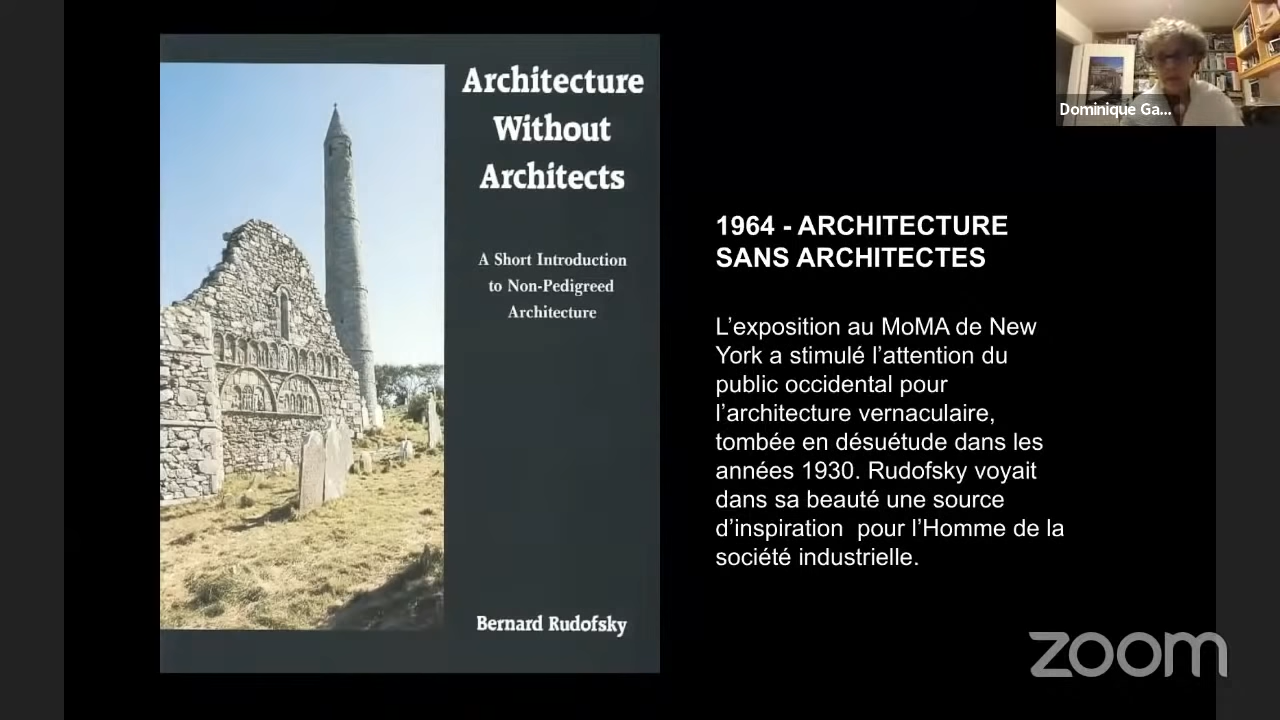 Architecture
Without
Architects
A Short Introduction
to Non-Pedigreed
Architecture
Bernard Rudofsky
Dominique Ga...
1964 - ARCHITECTURE
SANS ARCHITECTES
L’exposition au MoMA de New
York a stimulé l’attention du
public occidental pour
l’architecture vernaculaire,
tombée en désuétude dans les
années 1930. Rudofsky voyait
dans sa beauté une source
d’inspiration  pour l’Homme de la
société industrielle.
zoom